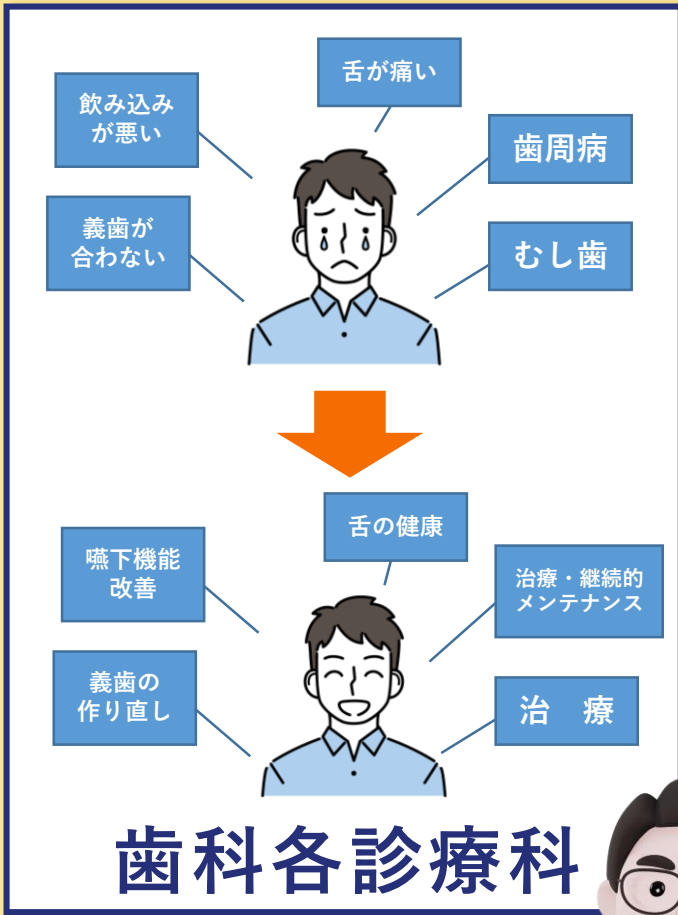 舌が痛い
飲み込み
が悪い
歯周病
義歯が
合わない
むし歯
舌の健康
嚥下機能
改善
治療・継続的
メンテナンス
義歯の
作り直し
治　療
歯科各診療科